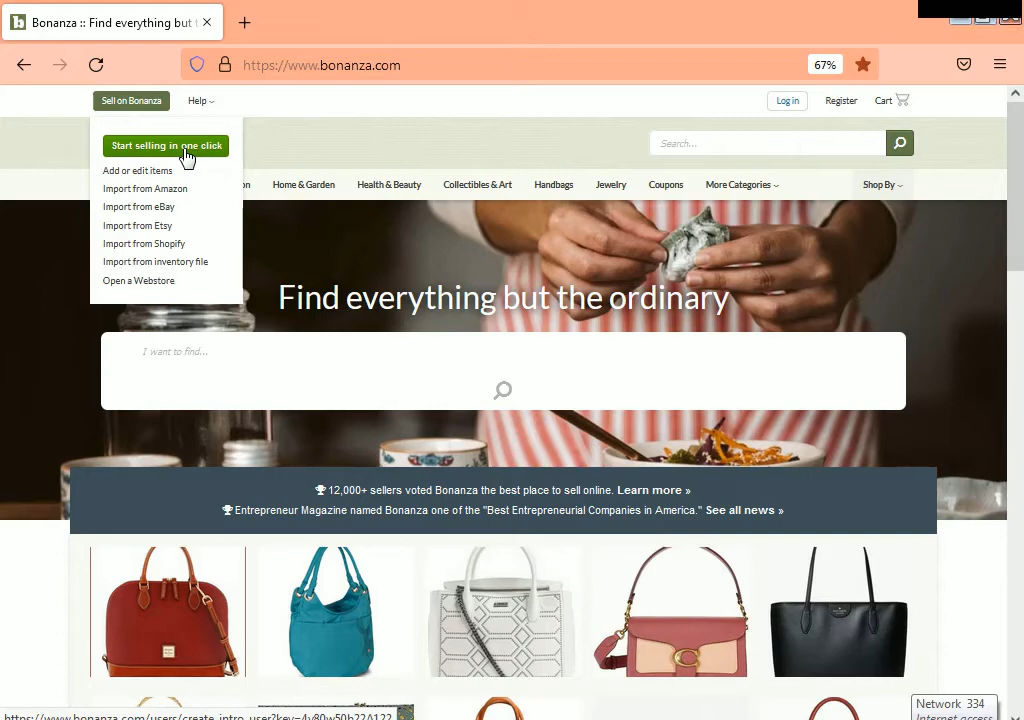 Bonanza :: Find everything but t
https://www.bonanza.com
67%
Sell on Bonanza
Help
Log in
Register
Cart
Start selling in one click
Search...
Add or edit items
Import from Amazon
Import from eBay
Import from Etsy
Import from Shopify
Import from inventory file
Open a Webstore
on
Home & Garden
Health & Beauty
Collectibles & Art
Handbags
Jewelry
Coupons
More Categories
Shop By
Find everything but the ordinary
I want to find...
12,000+ sellers voted Bonanza the best place to sell online. Learn more »
Entrepreneur Magazine named Bonanza one of the "Best Entrepreneurial Companies in America." See all news »
Network 334
Internet access